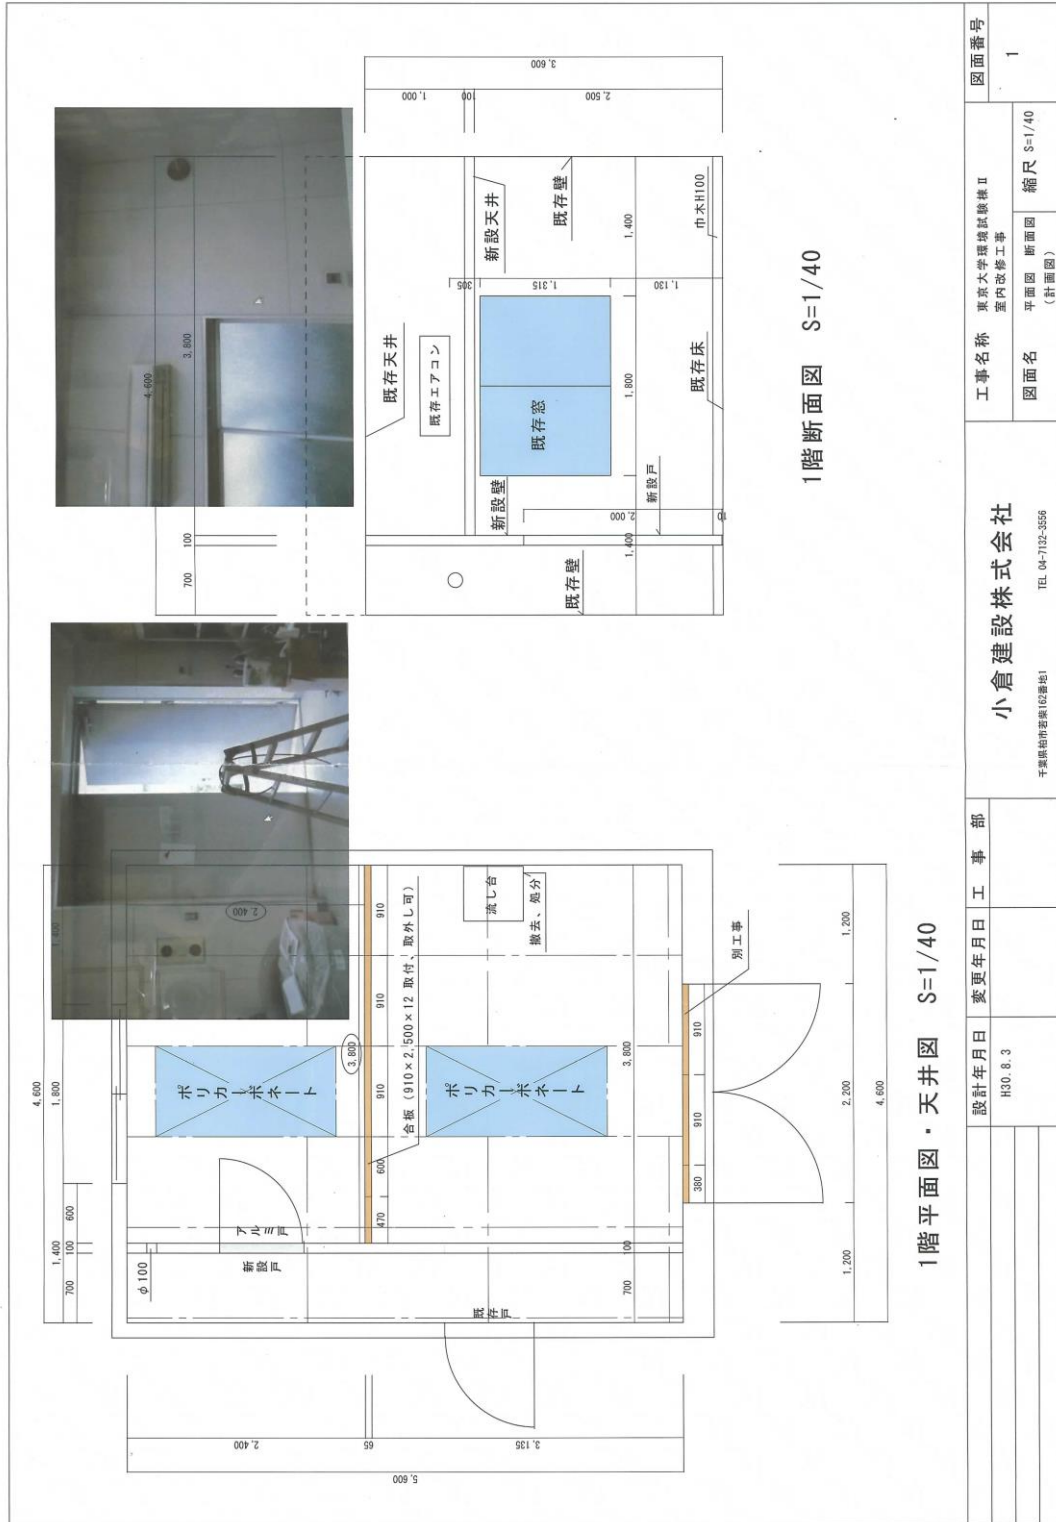 4,600
1,400
1,800
1,400
700
100
600
φ100
新設戸
アルミ戸
既存戸
ポリカーボネート
ポリカーボネート
2,400
3,800
合板（910×2,500×12 取付、取外し可）
470
600
910
910
910
流し台
撤去、処分
700
100
3,800
380
910
910
別工事
1,200
2,200
1,200
4,600
2,400
65
3,135
5,600
1階平面図・天井図 S=1/40
4,600
700
100
3,800
既存天井
既存エアコン
新設天井
既存壁
新設壁
既存窓
既存壁
新設戸
既存床
巾木H100
305
1,315
1,130
2,000
10
1,400
1,800
1,400
1,000
100
2,500
3,600
1階断面図 S=1/40
設計年月日
H30.8.3
変更年月日
工事部
小倉建設株式会社
千葉県柏市若柴162番地1
TEL 04-7132-3556
工事名称
東京大学環境試験棟Ⅱ
室内改修工事
図面名
平面図 断面図
（計画図）
縮尺 S=1/40
図面番号
1